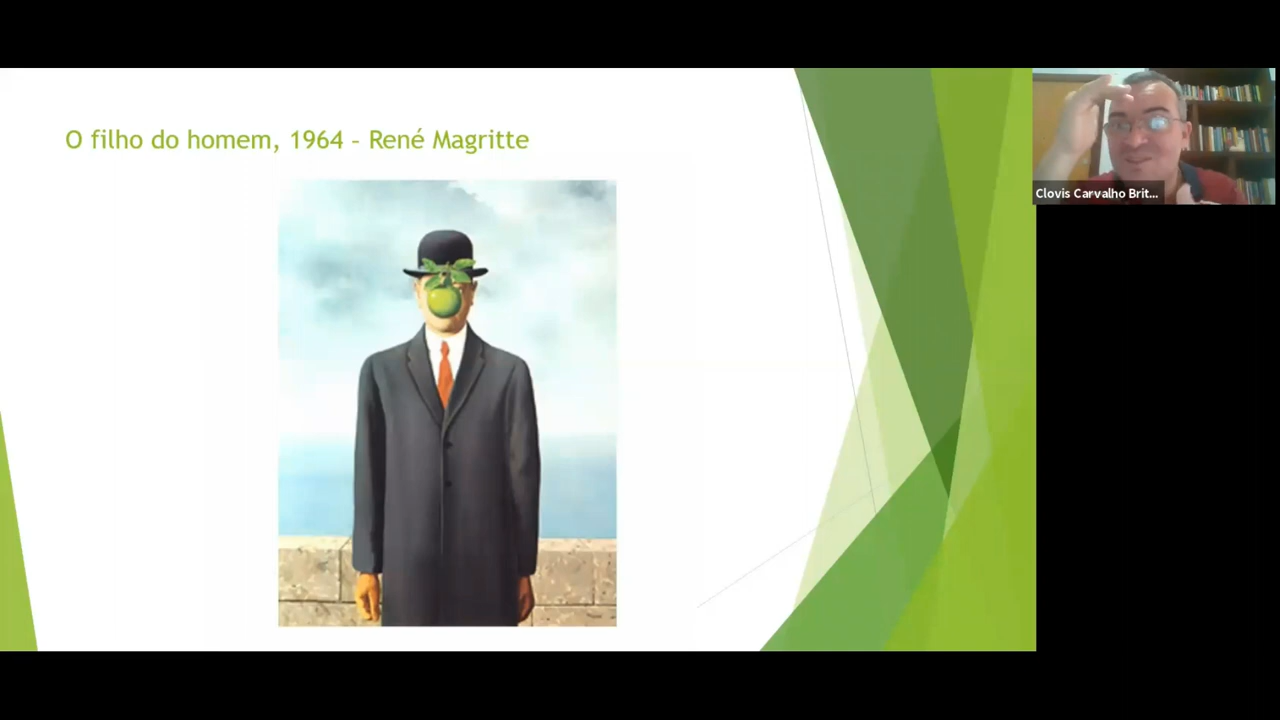 O filho do homem, 1964 – René Magritte
Clovis Carvalho Brit...